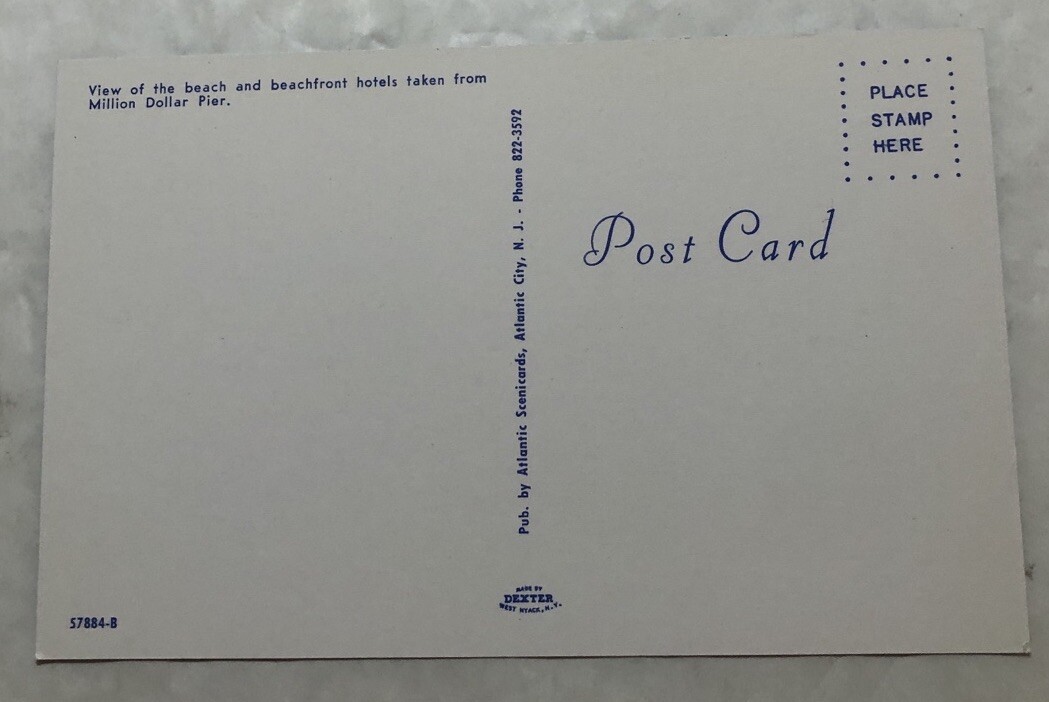 View of the beach and beachfront hotels taken from
Million Dollar Pier.
PLACE
STAMP
HERE
Post Card
Pub. by Atlantic Scenicards, Atlantic City, N. J. - Phone 822-3592
MADE BY
DEXTER
WEST NYACK, N.Y.
57884-B